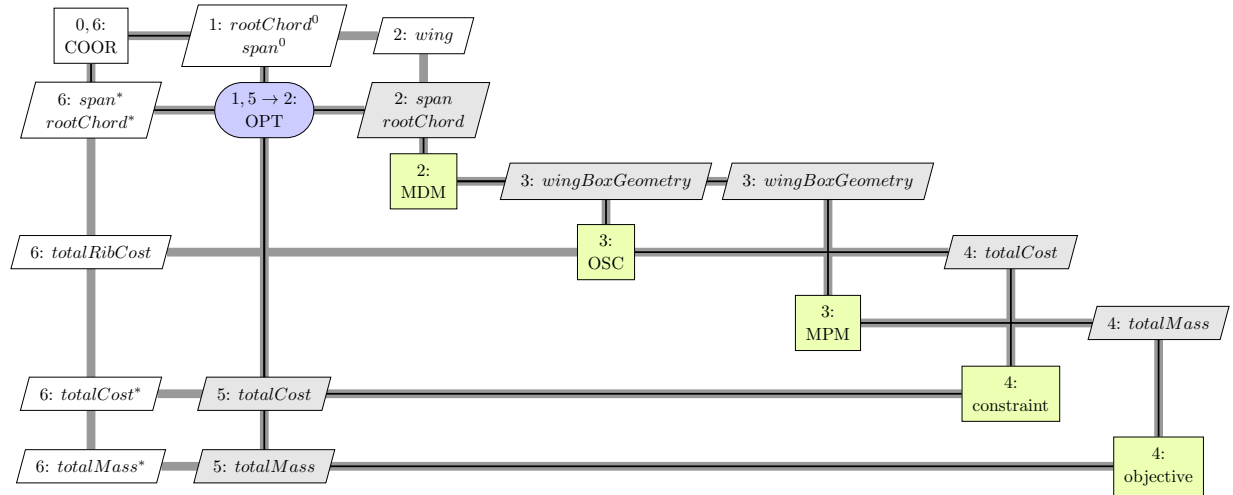 0, 6:
COOR
1: rootChord⁰
span⁰
2: wing
6: span*
rootChord*
1, 5 → 2:
OPT
2: span
rootChord
2:
MDM
3: wingBoxGeometry
3: wingBoxGeometry
6: totalRibCost
3:
OSC
4: totalCost
3:
MPM
4: totalMass
6: totalCost*
5: totalCost
4:
constraint
6: totalMass*
5: totalMass
4:
objective